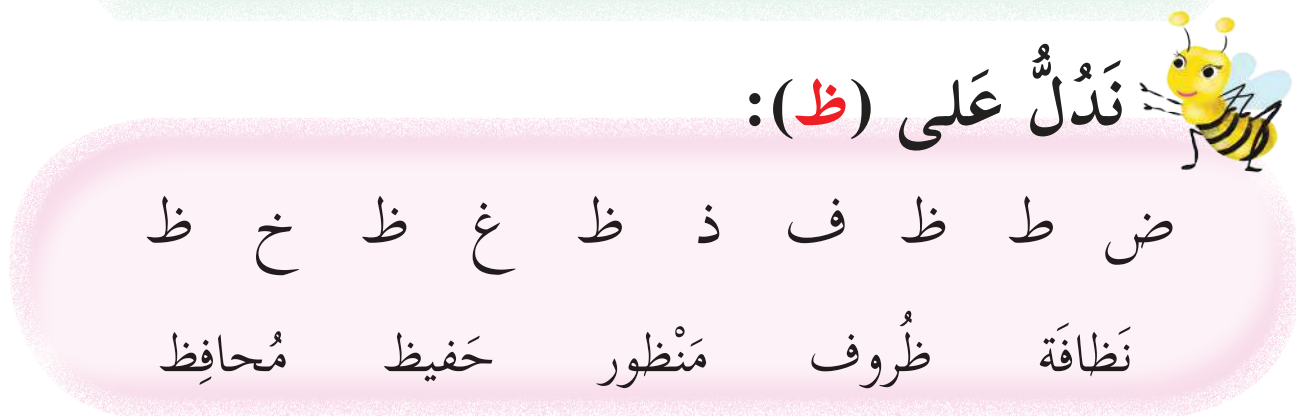 نَدُلُّ عَلى (ظ):
ض ط ظ ف ذ ظ غ ظ خ ظ
نَظافَة ظُروف مَنْظور حَفيظ مُحافِظ